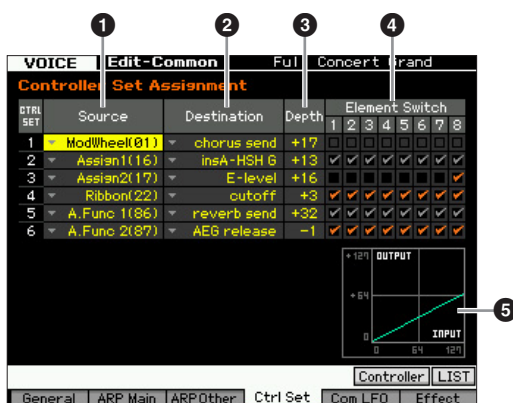 1 2 3 4
VOICE Edit-Common Ful Concert Grand
Controller Set Assignment
CTRL SET Source Destination Depth Element Switch
1 2 3 4 5 6 7 8
1 ModWheel(01) chorus send +17
2 Assign1(16) insA-HSH G +13
3 Assign2(17) E-level +16
4 Ribbon(22) cutoff +3
5 A.Func 1(86) reverb send +32
6 A.Func 2(87) AEG release -1
+127 OUTPUT
+64
5
0 INPUT
0 64 127
Controller LIST
General ARP Main ARP Other Ctrl Set Com LFO Effect